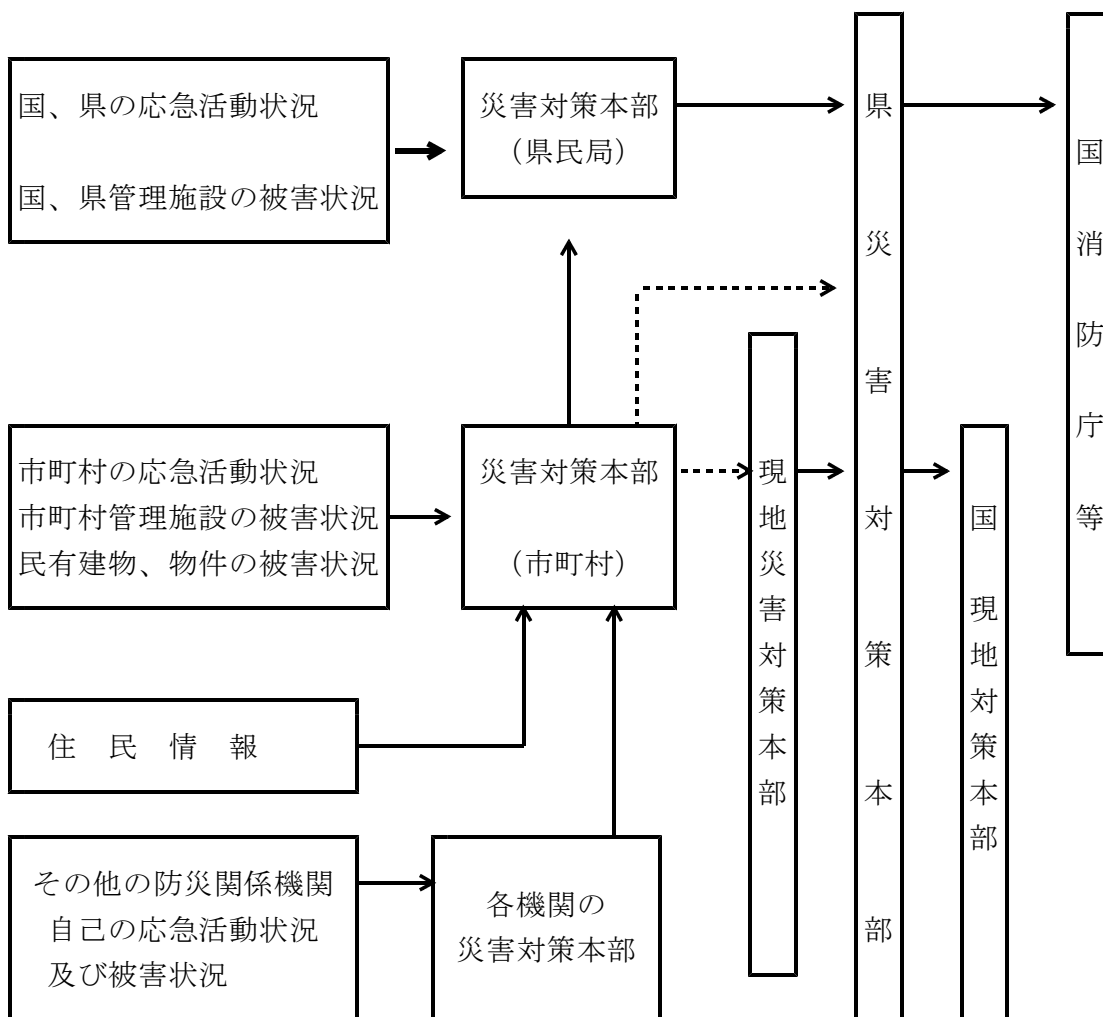 国、県の応急活動状況
国、県管理施設の被害状況
災害対策本部
（県民局）
市町村の応急活動状況
市町村管理施設の被害状況
民有建物、物件の被害状況
災害対策本部
（市町村）
住　民　情　報
その他の防災関係機関
自己の応急活動状況
及び被害状況
各機関の
災害対策本部
現地災害対策本部
県災害対策本部
国　現地対策本部
国　消防庁等